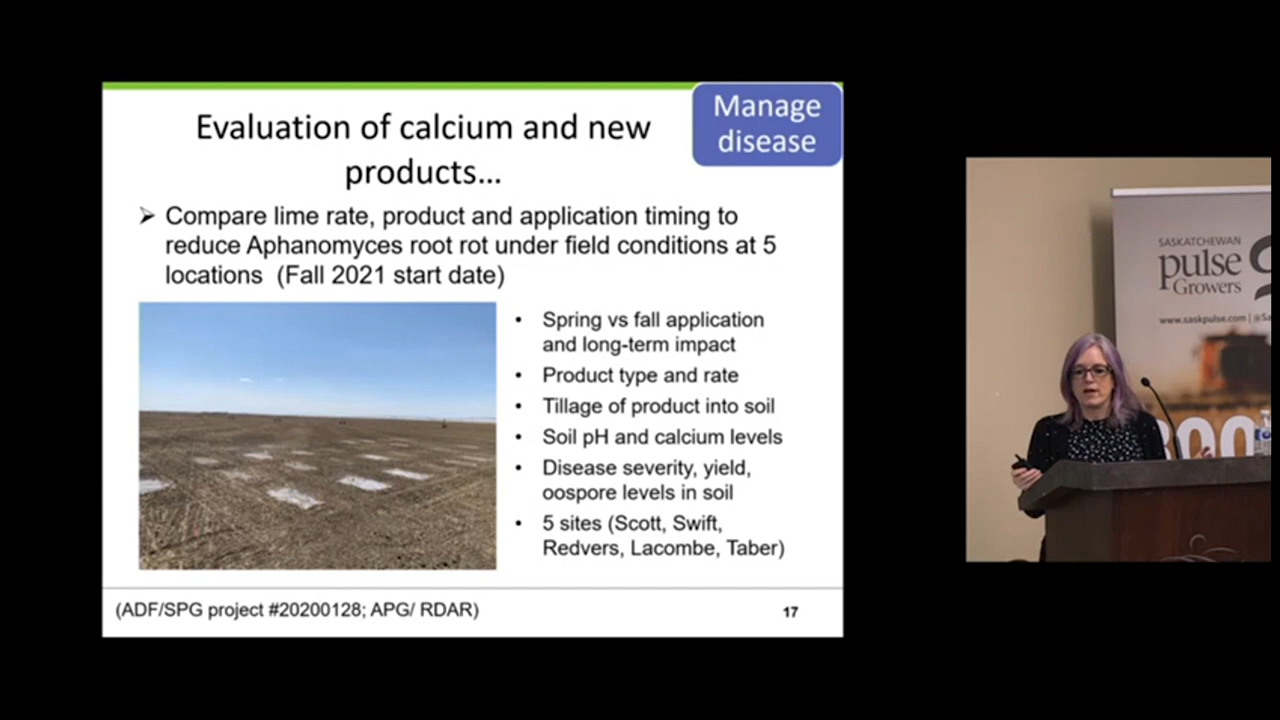 Manage
disease
Evaluation of calcium and new
products...
➢ Compare lime rate, product and application timing to
reduce Aphanomyces root rot under field conditions at 5
locations (Fall 2021 start date)
• Spring vs fall application
and long-term impact
• Product type and rate
• Tillage of product into soil
• Soil pH and calcium levels
• Disease severity, yield,
oospore levels in soil
• 5 sites (Scott, Swift,
Redvers, Lacombe, Taber)
(ADF/SPG project #20200128; APG/ RDAR)
17
SASKATCHEWAN
pulse
Growers
www.saskpulse.com | @Sa